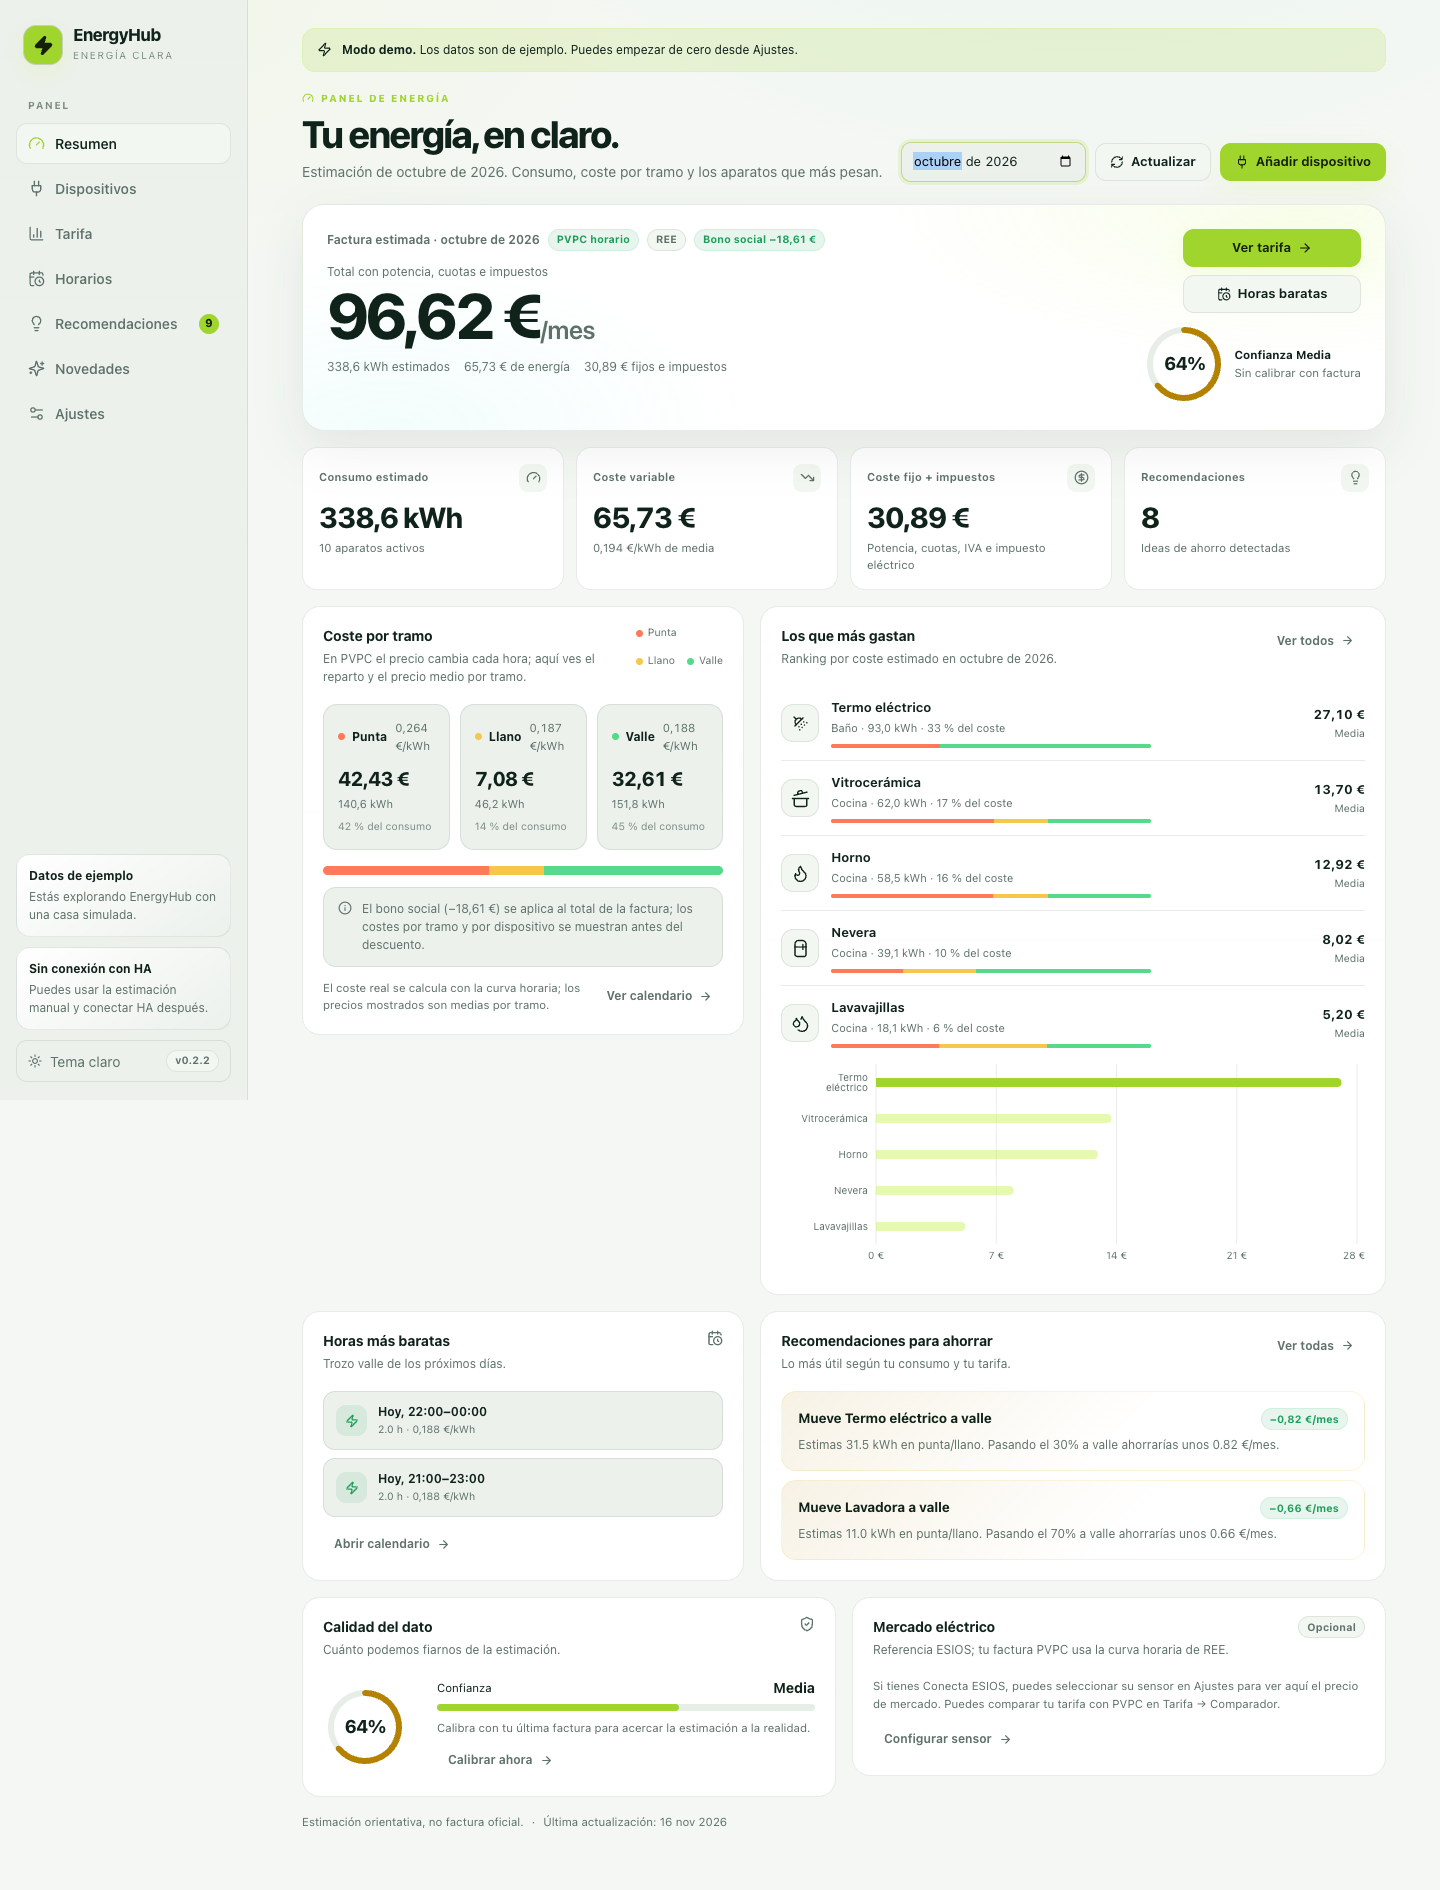 EnergyHub
ENERGÍA CLARA
PANEL
Resumen
Dispositivos
Tarifa
Horarios
Recomendaciones 9
Novedades
Ajustes
Datos de ejemplo
Estás explorando EnergyHub con
una casa simulada.
Sin conexión con HA
Puedes usar la estimación
manual y conectar HA después.
Tema claro v0.2.2
Modo demo. Los datos son de ejemplo. Puedes empezar de cero desde Ajustes.
PANEL DE ENERGÍA
Tu energía, en claro.
Estimación de octubre de 2026. Consumo, coste por tramo y los aparatos que más pesan.
octubre de 2026
Actualizar
Añadir dispositivo
Factura estimada · octubre de 2026 PVPC horario REE Bono social −18,61 €
Total con potencia, cuotas e impuestos
96,62 €/mes
338,6 kWh estimados 65,73 € de energía 30,89 € fijos e impuestos
Ver tarifa →
Horas baratas
64%
Confianza Media
Sin calibrar con factura
Consumo estimado
338,6 kWh
10 aparatos activos
Coste variable
65,73 €
0,194 €/kWh de media
Coste fijo + impuestos
30,89 €
Potencia, cuotas, IVA e impuesto
eléctrico
Recomendaciones
8
Ideas de ahorro detectadas
Coste por tramo
En PVPC el precio cambia cada hora; aquí ves el
reparto y el precio medio por tramo.
Punta
Llano Valle
Punta 0,264
€/kWh
42,43 €
140,6 kWh
42 % del consumo
Llano 0,187
€/kWh
7,08 €
46,2 kWh
14 % del consumo
Valle 0,188
€/kWh
32,61 €
151,8 kWh
45 % del consumo
El bono social (−18,61 €) se aplica al total de la factura; los
costes por tramo y por dispositivo se muestran antes del
descuento.
El coste real se calcula con la curva horaria; los
precios mostrados son medias por tramo.
Ver calendario →
Los que más gastan
Ranking por coste estimado en octubre de 2026.
Ver todos →
Termo eléctrico
Baño · 93,0 kWh · 33 % del coste
27,10 €
Media
Vitrocerámica
Cocina · 62,0 kWh · 17 % del coste
13,70 €
Media
Horno
Cocina · 58,5 kWh · 16 % del coste
12,92 €
Media
Nevera
Cocina · 39,1 kWh · 10 % del coste
8,02 €
Media
Lavavajillas
Cocina · 18,1 kWh · 6 % del coste
5,20 €
Media
Termo
eléctrico
Vitrocerámica
Horno
Nevera
Lavavajillas
0 € 7 € 14 € 21 € 28 €
Horas más baratas
Trozo valle de los próximos días.
Hoy, 22:00–00:00
2.0 h · 0,188 €/kWh
Hoy, 21:00–23:00
2.0 h · 0,188 €/kWh
Abrir calendario →
Recomendaciones para ahorrar
Lo más útil según tu consumo y tu tarifa.
Ver todas →
Mueve Termo eléctrico a valle
−0,82 €/mes
Estimas 31.5 kWh en punta/llano. Pasando el 30% a valle ahorrarías unos 0.82 €/mes.
Mueve Lavadora a valle
−0,66 €/mes
Estimas 11.0 kWh en punta/llano. Pasando el 70% a valle ahorrarías unos 0.66 €/mes.
Calidad del dato
Cuánto podemos fiarnos de la estimación.
64%
Confianza Media
Calibra con tu última factura para acercar la estimación a la realidad.
Calibrar ahora →
Mercado eléctrico
Opcional
Referencia ESIOS; tu factura PVPC usa la curva horaria de REE.
Si tienes Conecta ESIOS, puedes seleccionar su sensor en Ajustes para ver aquí el precio
de mercado. Puedes comparar tu tarifa con PVPC en Tarifa → Comparador.
Configurar sensor →
Estimación orientativa, no factura oficial. · Última actualización: 16 nov 2026